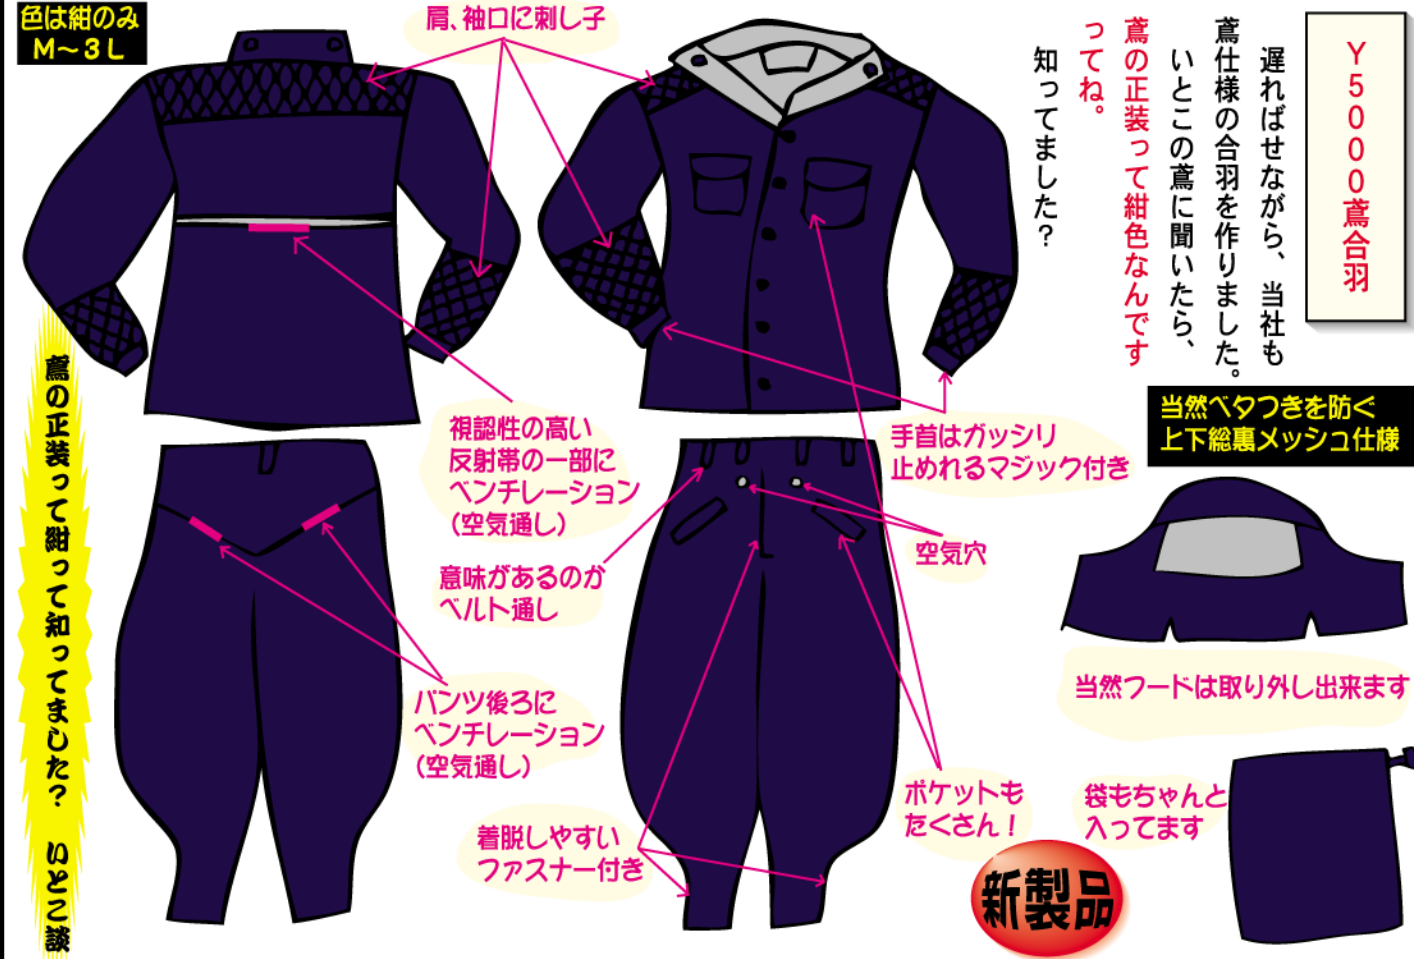 Y5000鳶合羽
遅ればせながら、当社も
鳶仕様の合羽を作りました。
いとこの鳶に聞いたら、
鳶の正装って紺色なんです
ってね。
知ってました？
色は紺のみ
M～3L
肩、袖口に刺し子
視認性の高い
反射帯の一部に
ベンチレーション
(空気通し)
手首はガッシリ
止めれるマジック付き
当然ベタつきを防ぐ
上下総裏メッシュ仕様
意味があるのか
ベルト通し
空気穴
パンツ後ろに
ベンチレーション
(空気通し)
当然フードは取り外し出来ます
着脱しやすい
ファスナー付き
ポケットも
たくさん！
袋もちゃんと
入ってます
新製品
鳶の正装って紺って知ってました？　いとこ談